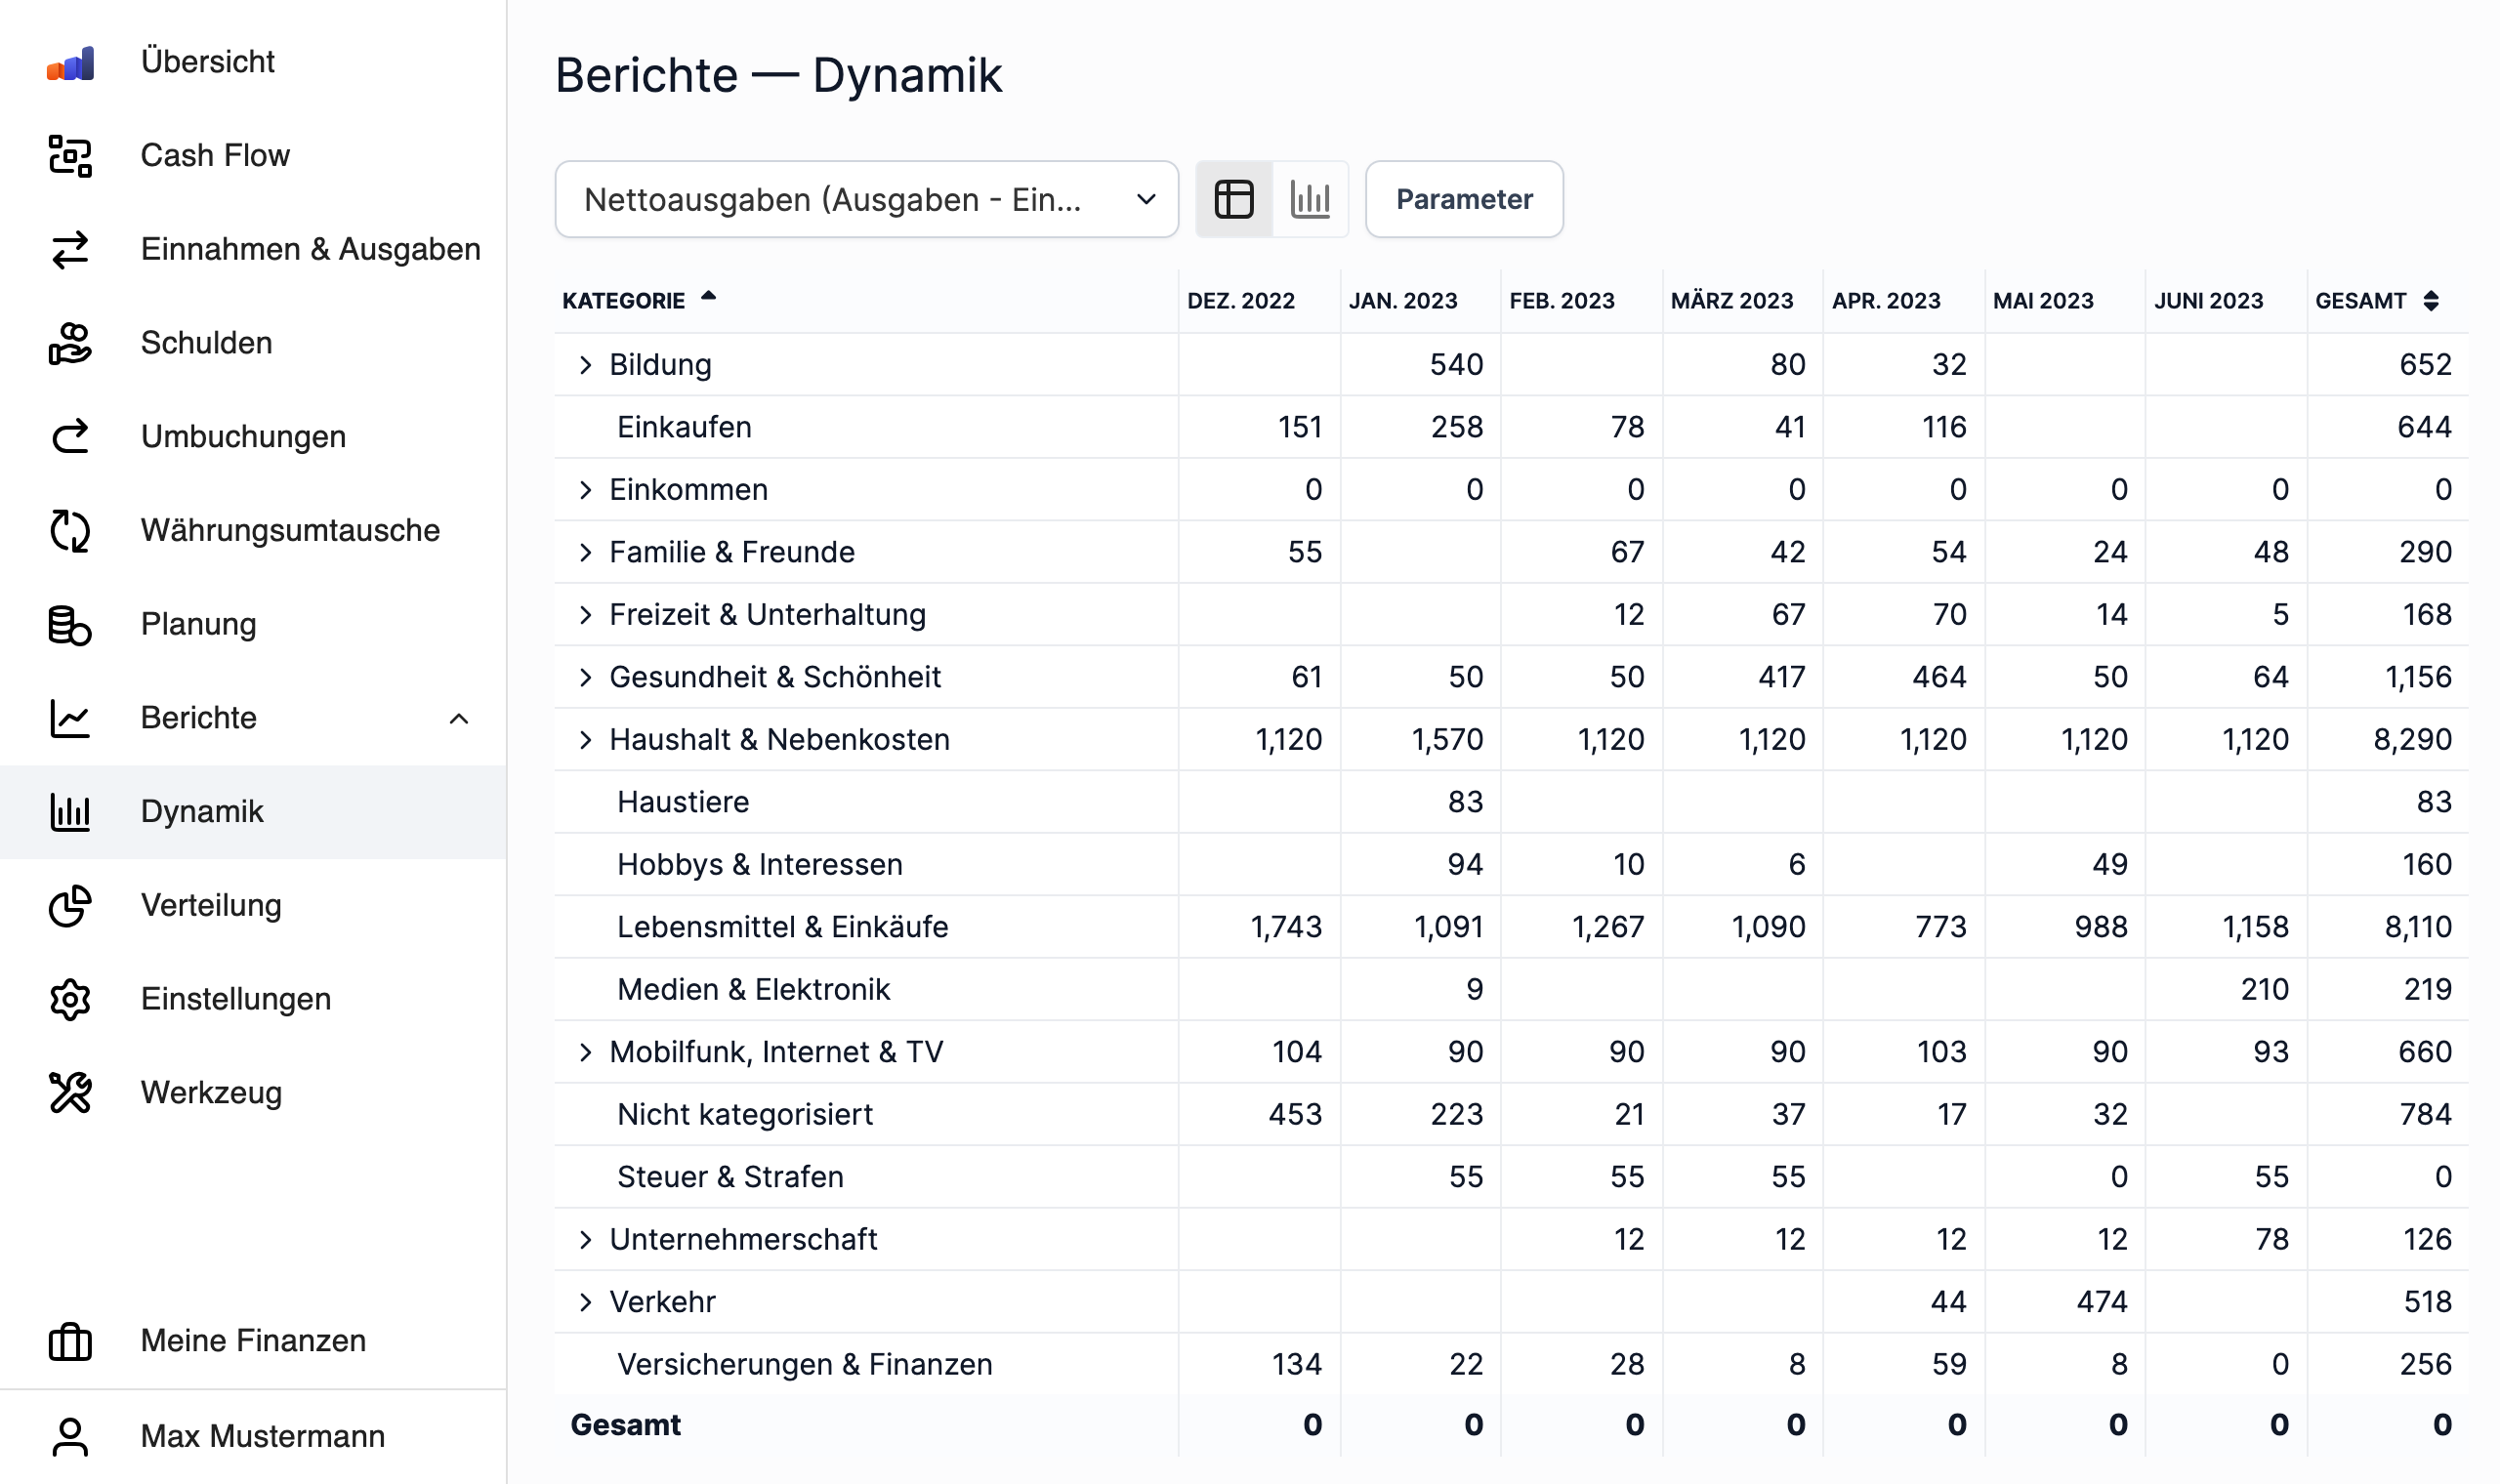 Übersicht
Cash Flow
Einnahmen & Ausgaben
Schulden
Umbuchungen
Währungsumtausche
Planung
Berichte
Dynamik
Verteilung
Einstellungen
Werkzeug
Meine Finanzen
Max Mustermann
Berichte — Dynamik
Nettoausgaben (Ausgaben - Ein... Parameter
KATEGORIE DEZ. 2022 JAN. 2023 FEB. 2023 MÄRZ 2023 APR. 2023 MAI 2023 JUNI 2023 GESAMT
Bildung 540 80 32 652
Einkaufen 151 258 78 41 116 644
Einkommen 0 0 0 0 0 0 0 0
Familie & Freunde 55 67 42 54 24 48 290
Freizeit & Unterhaltung 12 67 70 14 5 168
Gesundheit & Schönheit 61 50 50 417 464 50 64 1,156
Haushalt & Nebenkosten 1,120 1,570 1,120 1,120 1,120 1,120 1,120 8,290
Haustiere 83 83
Hobbys & Interessen 94 10 6 49 160
Lebensmittel & Einkäufe 1,743 1,091 1,267 1,090 773 988 1,158 8,110
Medien & Elektronik 9 210 219
Mobilfunk, Internet & TV 104 90 90 90 103 90 93 660
Nicht kategorisiert 453 223 21 37 17 32 784
Steuer & Strafen 55 55 55 0 55 0
Unternehmerschaft 12 12 12 12 78 126
Verkehr 44 474 518
Versicherungen & Finanzen 134 22 28 8 59 8 0 256
Gesamt 0 0 0 0 0 0 0 0